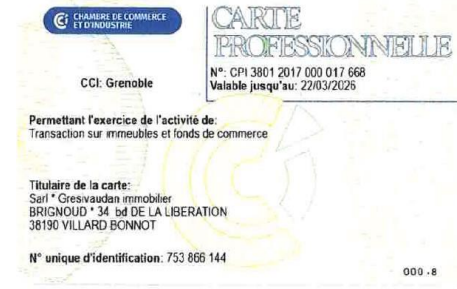 CHAMBRE DE COMMERCE
ET D'INDUSTRIE
CARTE
PROFESSIONNELLE
CCI: Grenoble
N°: CPI 3801 2017 000 017 668
Valable jusqu'au: 22/03/2026
Permettant l'exercice de l'activité de:
Transaction sur immeubles et fonds de commerce
Titulaire de la carte:
Sarl * Gresivaudan immobilier
BRIGNOUD * 34 bd DE LA LIBERATION
38190 VILLARD BONNOT
N° unique d'identification: 753 866 144
000 -8